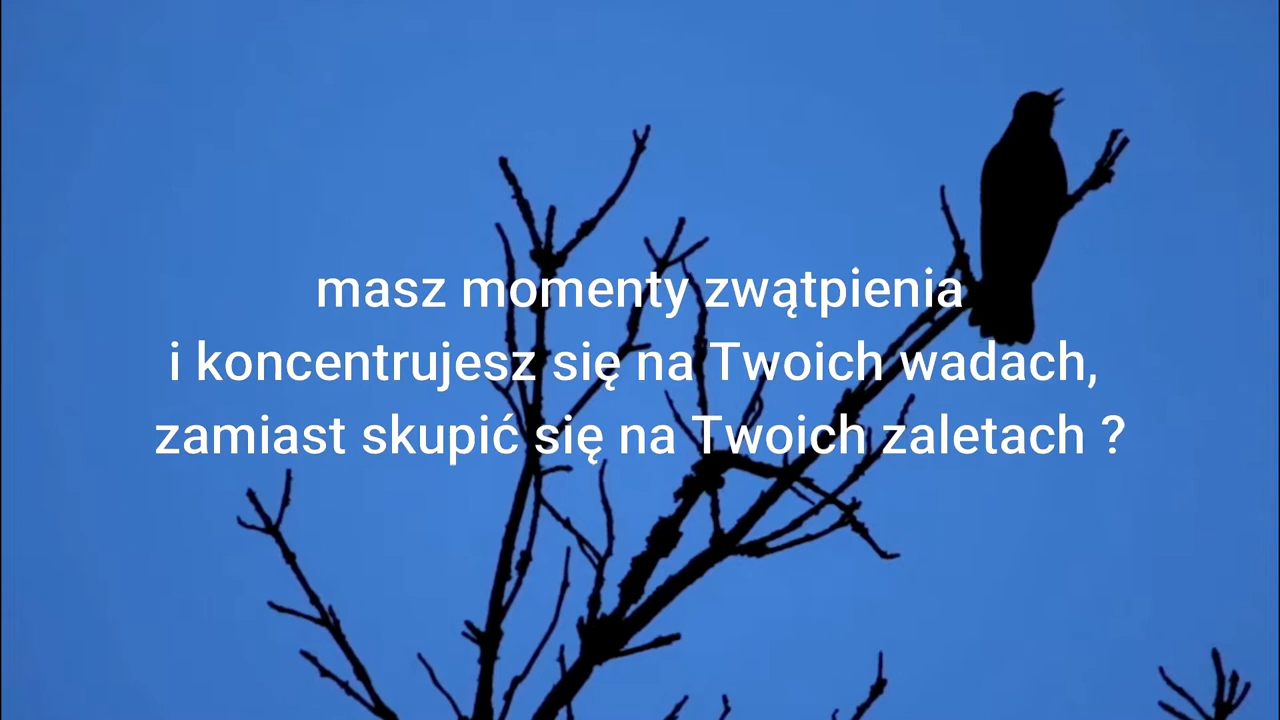 masz momenty zwątpienia
i koncentrujesz się na Twoich wadach,
zamiast skupić się na Twoich zaletach ?